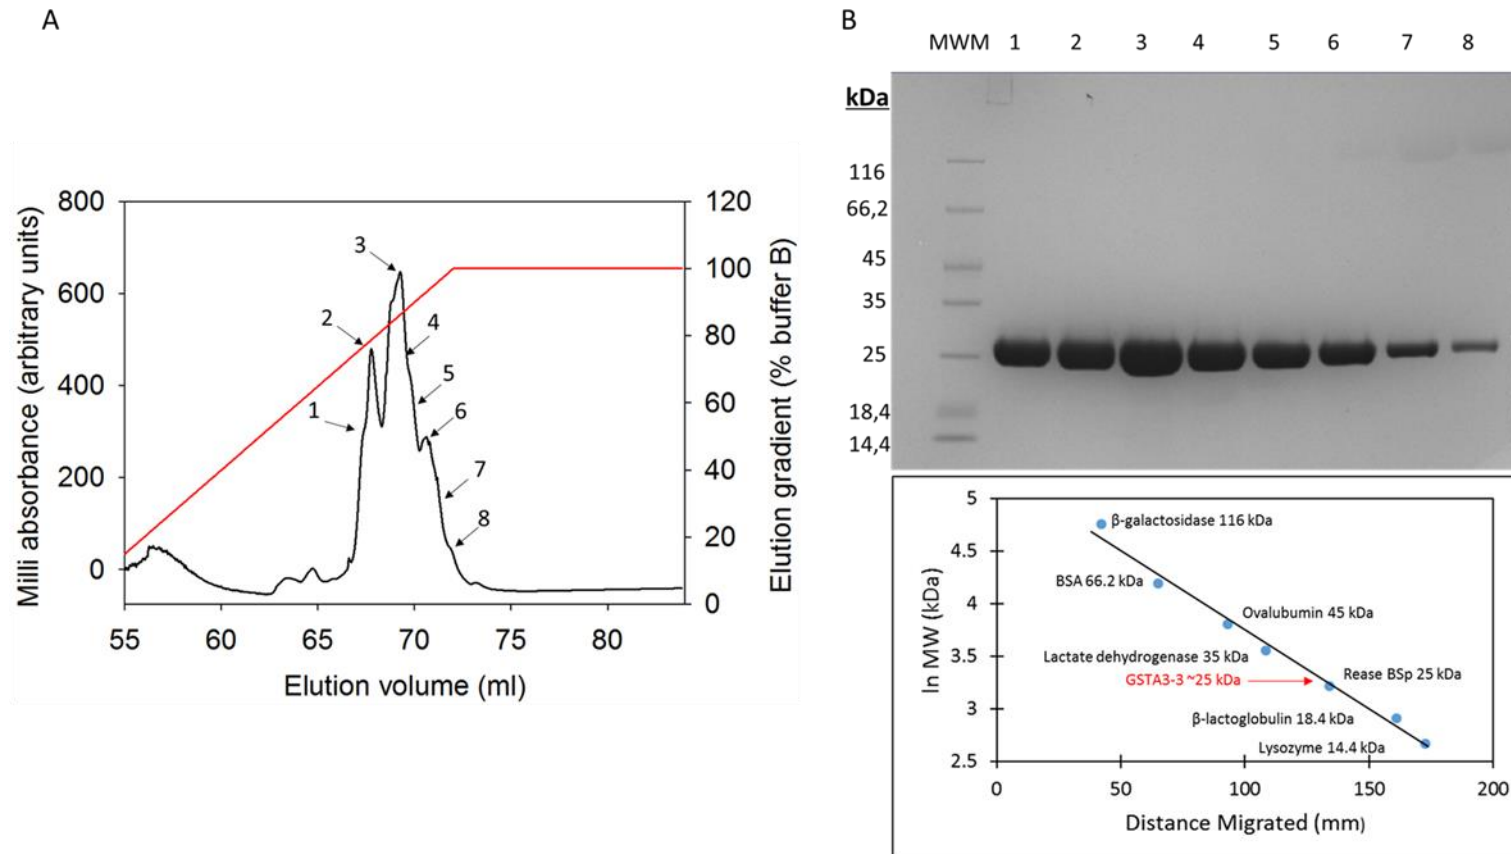 A
B
MWM 1 2 3 4 5 6 7 8
kDa
116
66,2
45
35
25
18,4
14,4
Milli absorbance (arbitrary units)
800
600
400
200
0
1
2
3
4
5
6
7
8
120
100
80
60
40
20
0
Elution gradient (% buffer B)
55 60 65 70 75 80
Elution volume (ml)
ln MW (kDa)
5
4.5
4
3.5
3
2.5
β-galactosidase 116 kDa
BSA 66.2 kDa
Ovalubumin 45 kDa
Lactate dehydrogenase 35 kDa
Rease BSp 25 kDa
GSTA3-3 ~25 kDa
β-lactoglobulin 18.4 kDa
Lysozyme 14.4 kDa
0 50 100 150 200
Distance Migrated (mm)